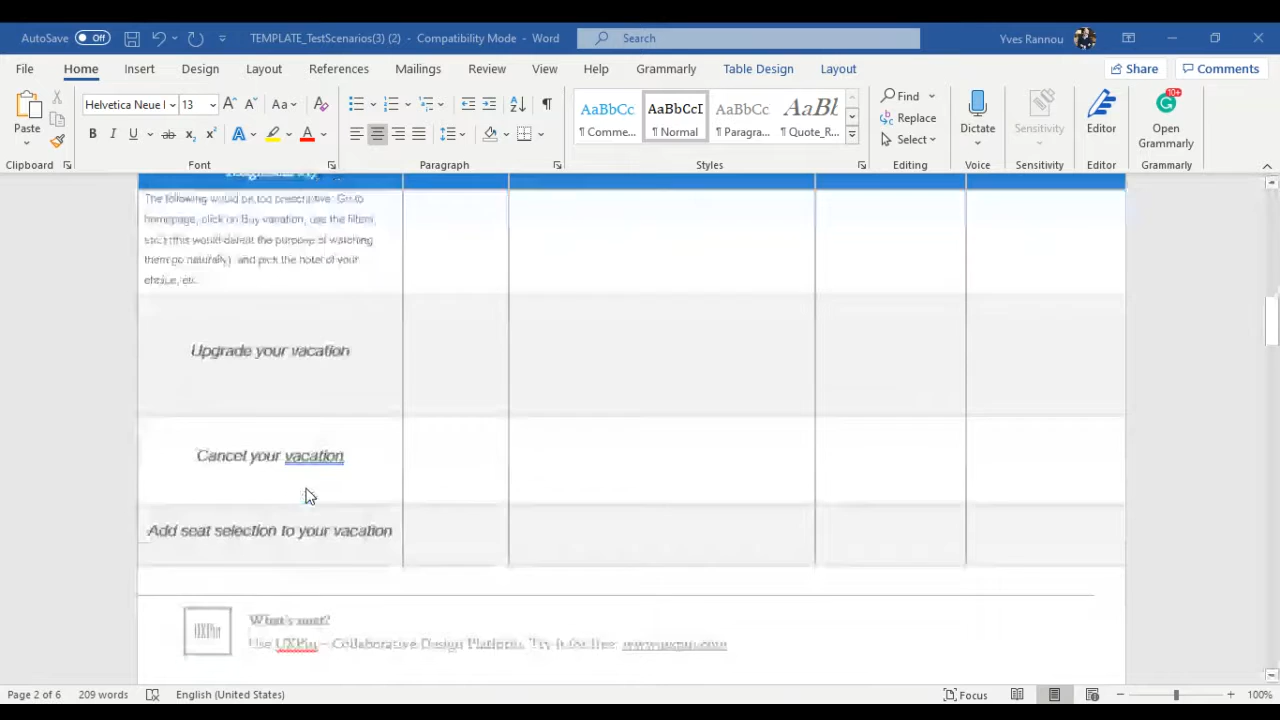 AutoSave Off TEMPLATE_TestScenarios(3) (2) - Compatibility Mode - Word Search Yves Rannou
File Home Insert Design Layout References Mailings Review View Help Grammarly Table Design Layout Share Comments
Helvetica Neue 13 Aa
AaBbCc AaBbCcI AaBbCc AaBl
Find
Replace
Select
Paste
¶ Comme... ¶ Normal ¶ Paragra... ¶ Quote_R...
Dictate Sensitivity Editor Open Grammarly
Clipboard Font Paragraph Styles Editing Voice Sensitivity Editor Grammarly
The following would be too prescriptive: Go to
homepage, click on Buy vacation, use the filters,
etc. (this would defeat the purpose of watching
them go naturally) and pick the hotel of your
choice, etc.
Upgrade your vacation
Cancel your vacation
Add seat selection to your vacation
UXPin
What's next?
Use UXPin – Collaborative Design Platform. Try it for free: www.uxpin.com
Page 2 of 6 209 words English (United States) Focus 100%